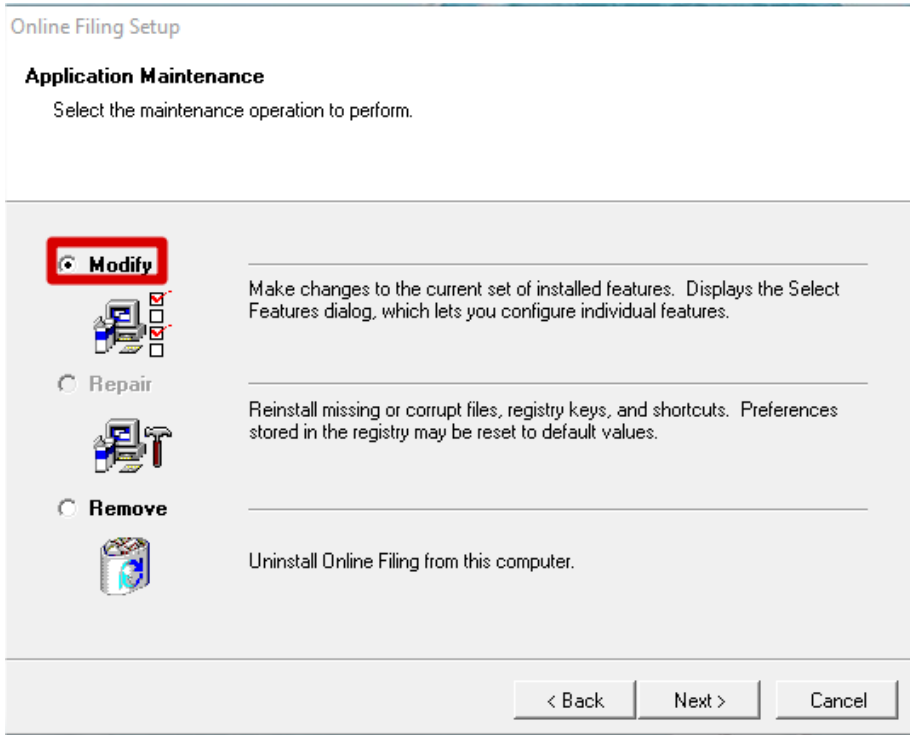 Online Filing Setup
Application Maintenance
Select the maintenance operation to perform.
Modify
Make changes to the current set of installed features.  Displays the Select
Features dialog, which lets you configure individual features.
Repair
Reinstall missing or corrupt files, registry keys, and shortcuts.  Preferences
stored in the registry may be reset to default values.
Remove
Uninstall Online Filing from this computer.
< Back
Next >
Cancel